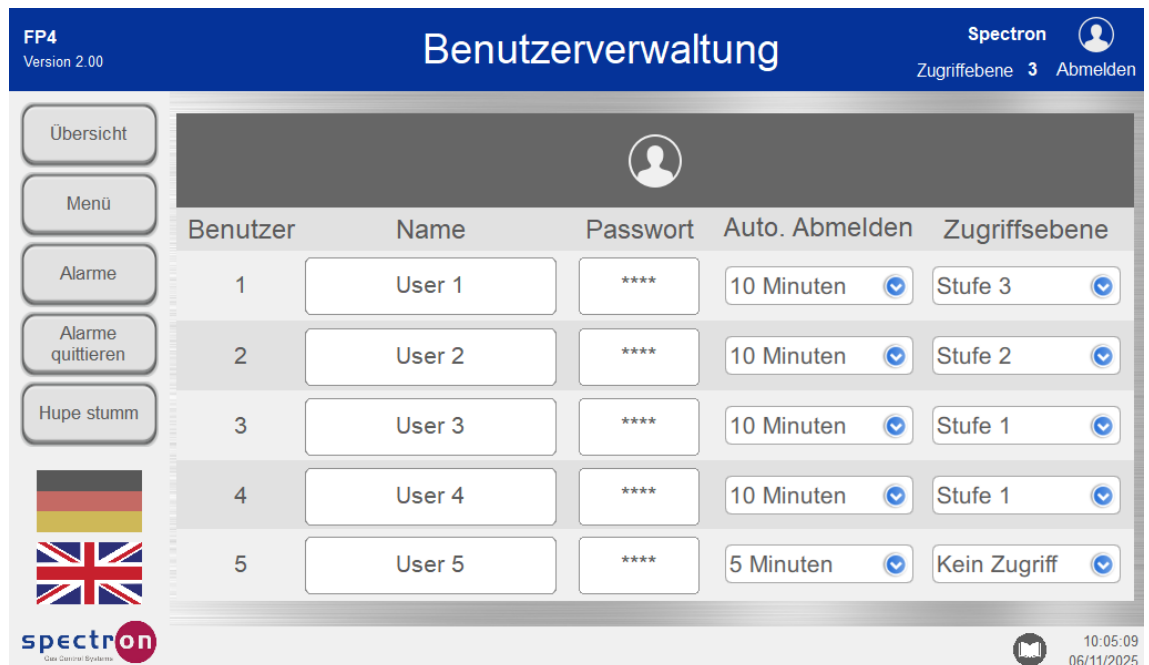 FP4
Version 2.00
Benutzerverwaltung
Spectron
Zugriffebene 3 Abmelden
Übersicht
Menü
Alarme
Alarme
quittieren
Hupe stumm
Benutzer Name Passwort Auto. Abmelden Zugriffsebene
1 User 1 **** 10 Minuten Stufe 3
2 User 2 **** 10 Minuten Stufe 2
3 User 3 **** 10 Minuten Stufe 1
4 User 4 **** 10 Minuten Stufe 1
5 User 5 **** 5 Minuten Kein Zugriff
spectron
Gas Control Systems
10:05:09
06/11/2025